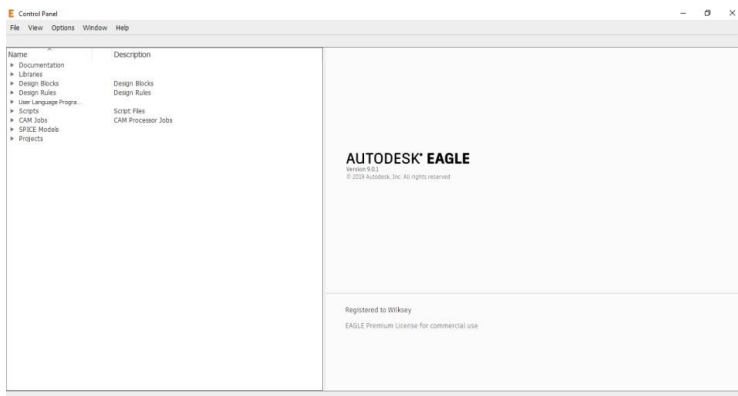 Control Panel
File View Options Window Help
Name Description
Documentation
Libraries
Design Blocks Design Blocks
Design Rules Design Rules
User Language Progra...
Scripts Script Files
CAM Jobs CAM Processor Jobs
SPICE Models
Projects
AUTODESK® EAGLE
Version 9.0.1
© 2019 Autodesk, Inc. All rights reserved
Registered to Wilksey
EAGLE Premium License for commercial use